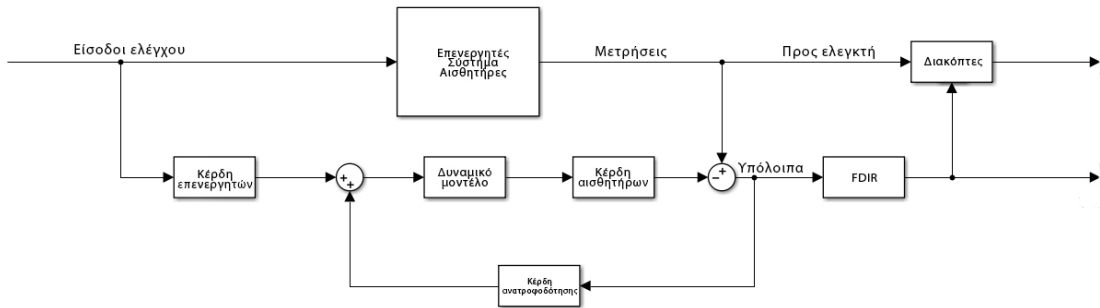 Είσοδοι ελέγχου
Επενεργητές
Σύστημα
Αισθητήρες
Μετρήσεις
Προς ελεγκτή
Διακόπτες
Κέρδη
επενεργητών
+
+
Δυναμικό
μοντέλο
Κέρδη
αισθητήρων
+
−
Υπόλοιπα
FDIR
Κέρδη
ανατροφοδότησης